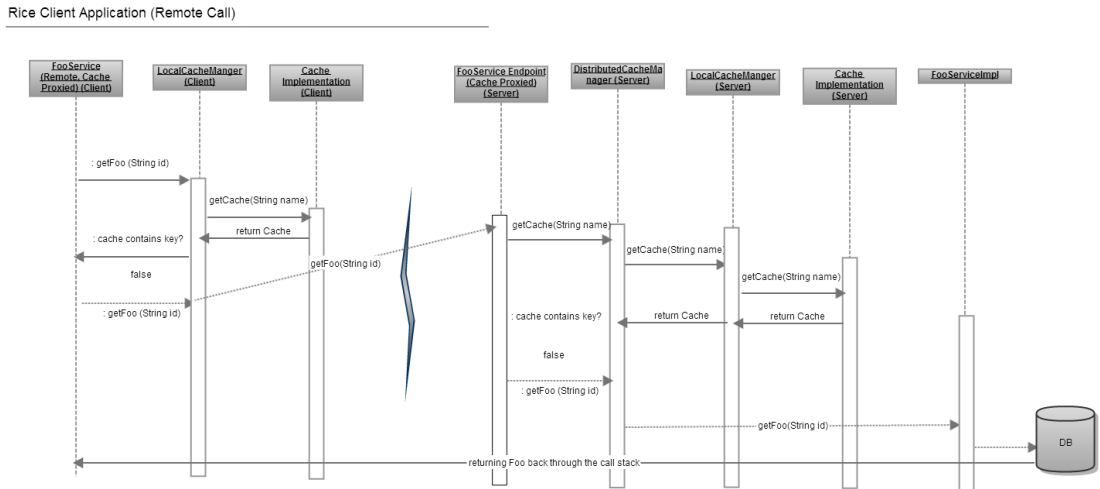 Rice Client Application (Remote Call)
FooService
(Remote, Cache
Proxied) (Client)
LocalCacheManger
(Client)
Cache
Implementation
(Client)
FooService Endpoint
(Cache Proxied)
(Server)
DistributedCacheMa
nager (Server)
LocalCacheManger
(Server)
Cache
Implementation
(Server)
FooServiceImpl
: getFoo (String id)
getCache(String name)
return Cache
: cache contains key?
false
: getFoo (String id)
getFoo(String id)
getCache(String name)
getCache(String name)
getCache(String name)
return Cache
return Cache
: cache contains key?
false
: getFoo (String id)
getFoo(String id)
DB
returning Foo back through the call stack